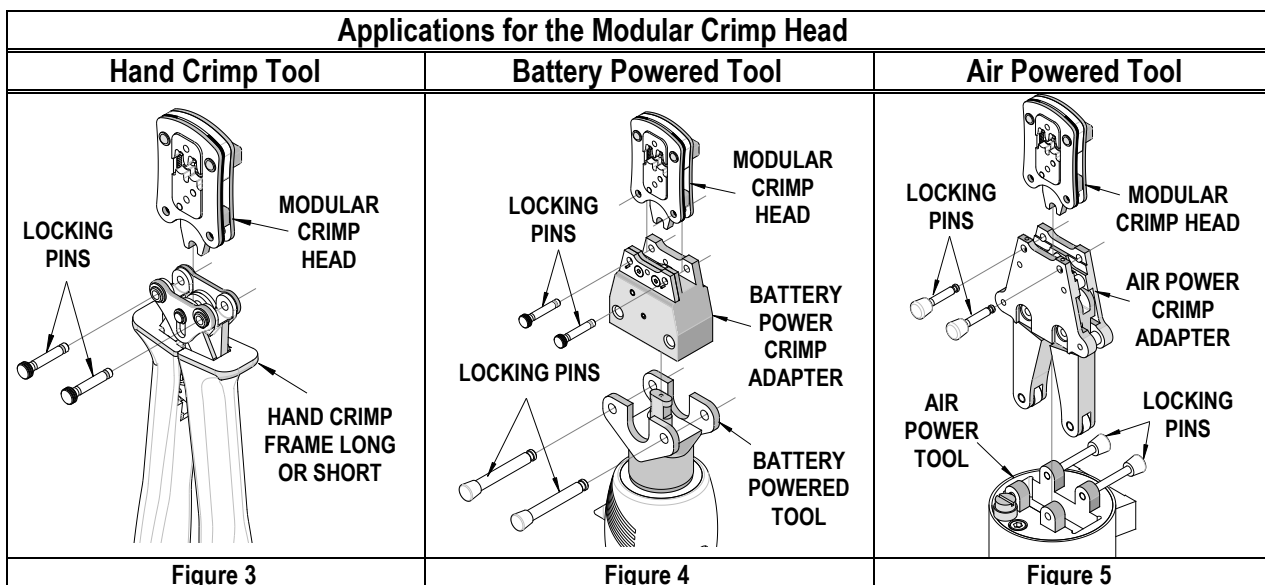 Applications for the Modular Crimp Head
Hand Crimp Tool
Battery Powered Tool
Air Powered Tool
LOCKING
PINS
MODULAR
CRIMP
HEAD
HAND CRIMP
FRAME LONG
OR SHORT
LOCKING
PINS
MODULAR
CRIMP
HEAD
BATTERY
POWER
CRIMP
ADAPTER
LOCKING PINS
BATTERY
POWERED
TOOL
LOCKING
PINS
MODULAR
CRIMP HEAD
AIR POWER
CRIMP
ADAPTER
AIR
POWER
TOOL
LOCKING
PINS
Figure 3
Figure 4
Figure 5